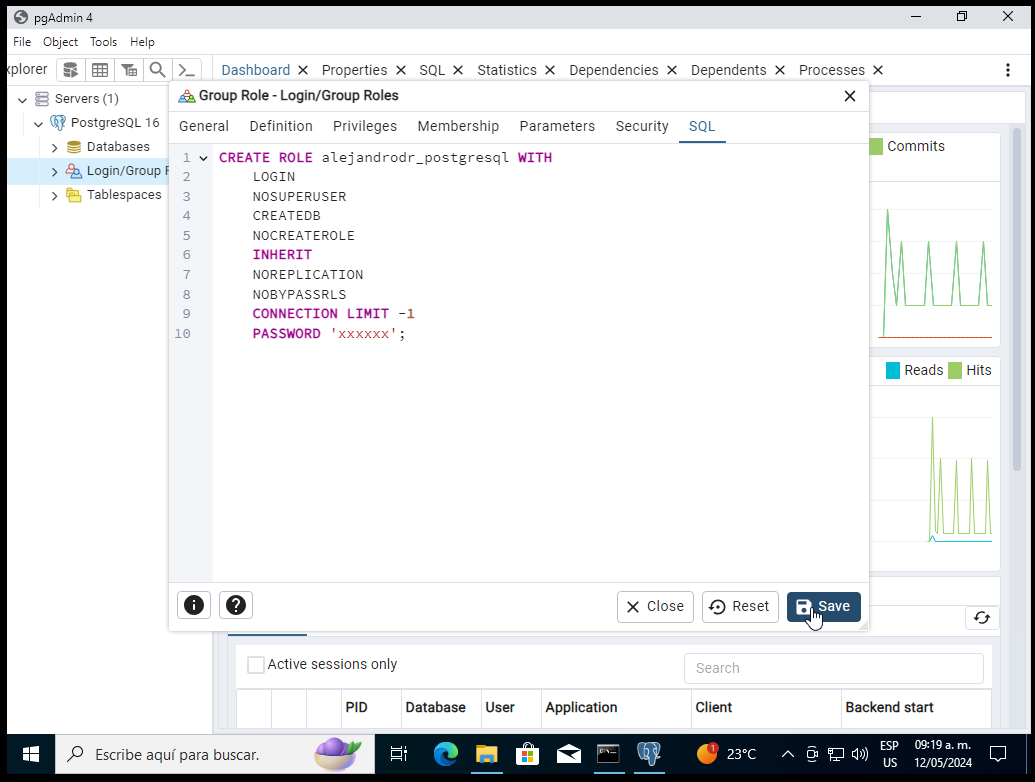 pgAdmin 4
File Object Tools Help
xplorer
Dashboard Properties SQL Statistics Dependencies Dependents Processes
Servers (1)
PostgreSQL 16
Databases
Login/Group R
Tablespaces
Group Role - Login/Group Roles
General Definition Privileges Membership Parameters Security SQL
1 CREATE ROLE alejandrodr_postgresql WITH
2 LOGIN
3 NOSUPERUSER
4 CREATEDB
5 NOCREATEROLE
6 INHERIT
7 NOREPLICATION
8 NOBYPASSRLS
9 CONNECTION LIMIT -1
10 PASSWORD 'xxxxxx';
Commits
Reads Hits
Close Reset Save
Active sessions only
Search
PID Database User Application Client Backend start
Escribe aquí para buscar.
1
23°C
ESP
US
09:19 a. m.
12/05/2024